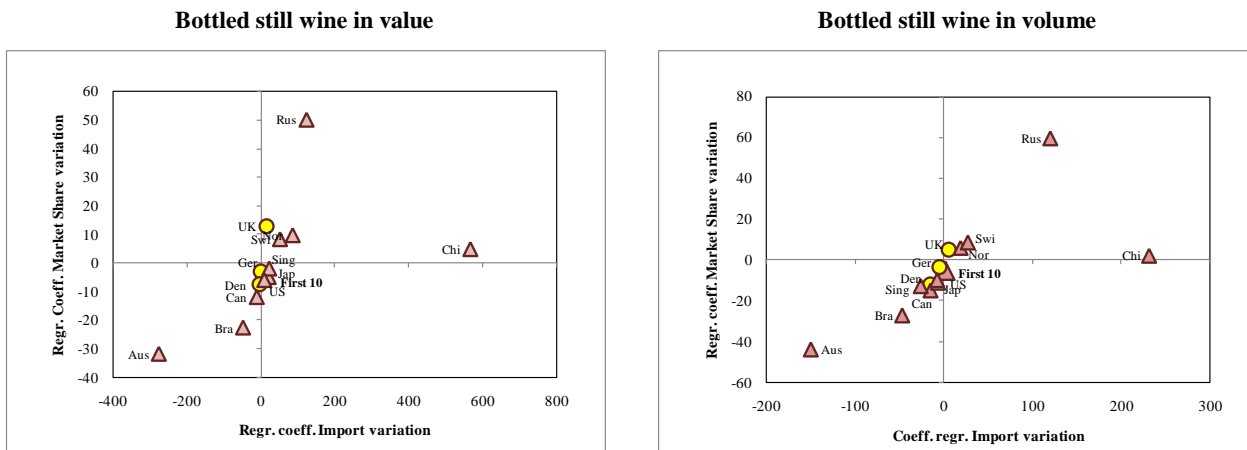 Bottled still wine in value
Regr. Coeff. Market Share variation
60
50
40
30
20
10
0
-10
-20
-30
-40
Rus
UK
Swi
Nor
Chi
Ger
Sing
Jap
Den
First 10
Can
US
Bra
Aus
-400
-200
0
200
400
600
800
Regr. coeff. Import variation
Bottled still wine in volume
Regr. coeff. Market Share variation
80
60
40
20
0
-20
-40
-60
Rus
UK
Swi
Nor
Chi
Ger
First 10
Den
US
Sing
Jap
Can
Bra
Aus
-200
-100
0
100
200
300
Coeff. regr. Import variation